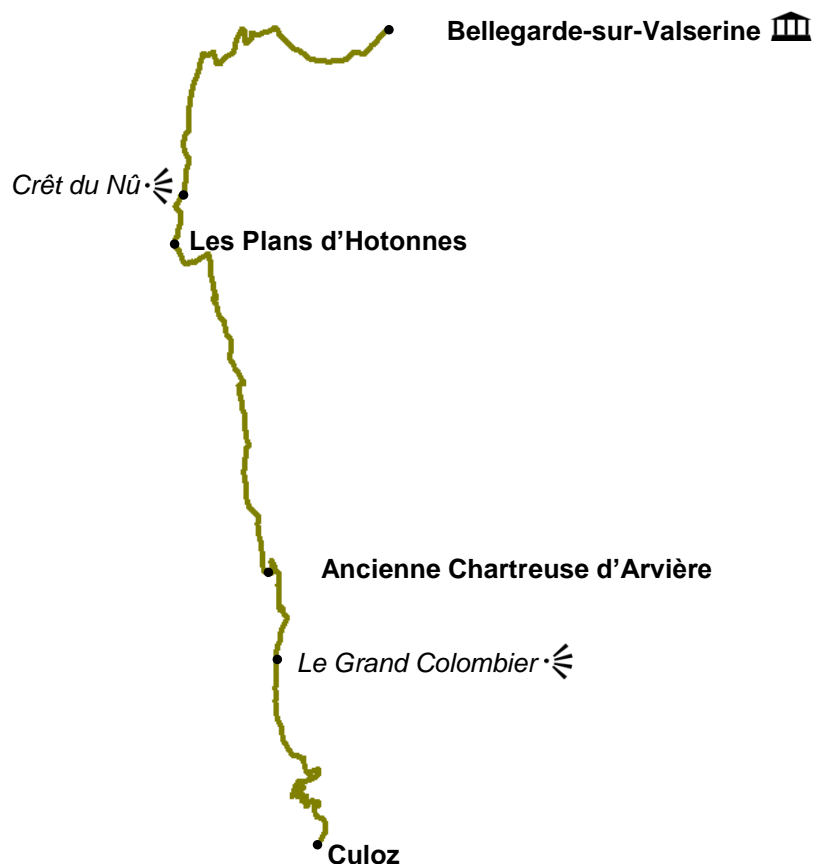 Bellegarde-sur-Valserine
Crêt du Nû
Les Plans d’Hotonnes
Ancienne Chartreuse d’Arvière
Le Grand Colombier
Culoz